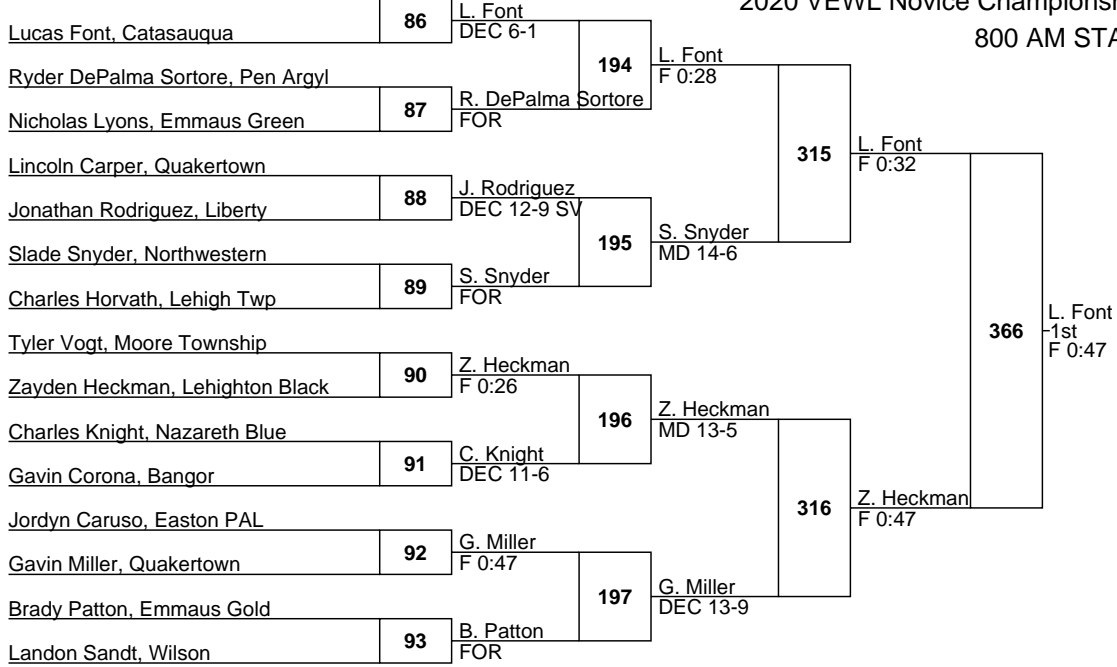 2020 VEWL Novice Championsh
800 AM STA
Lucas Font, Catasauqua
86
L. Font
DEC 6-1
Ryder DePalma Sortore, Pen Argyl
Nicholas Lyons, Emmaus Green
87
R. DePalma Sortore
FOR
194
L. Font
F 0:28
Lincoln Carper, Quakertown
Jonathan Rodriguez, Liberty
88
J. Rodriguez
DEC 12-9 SV
Slade Snyder, Northwestern
Charles Horvath, Lehigh Twp
89
S. Snyder
FOR
195
S. Snyder
MD 14-6
315
L. Font
F 0:32
Tyler Vogt, Moore Township
Zayden Heckman, Lehighton Black
90
Z. Heckman
F 0:26
Charles Knight, Nazareth Blue
Gavin Corona, Bangor
91
C. Knight
DEC 11-6
196
Z. Heckman
MD 13-5
Jordyn Caruso, Easton PAL
Gavin Miller, Quakertown
92
G. Miller
F 0:47
Brady Patton, Emmaus Gold
Landon Sandt, Wilson
93
B. Patton
FOR
197
G. Miller
DEC 13-9
316
Z. Heckman
F 0:47
366
L. Font
1st
F 0:47